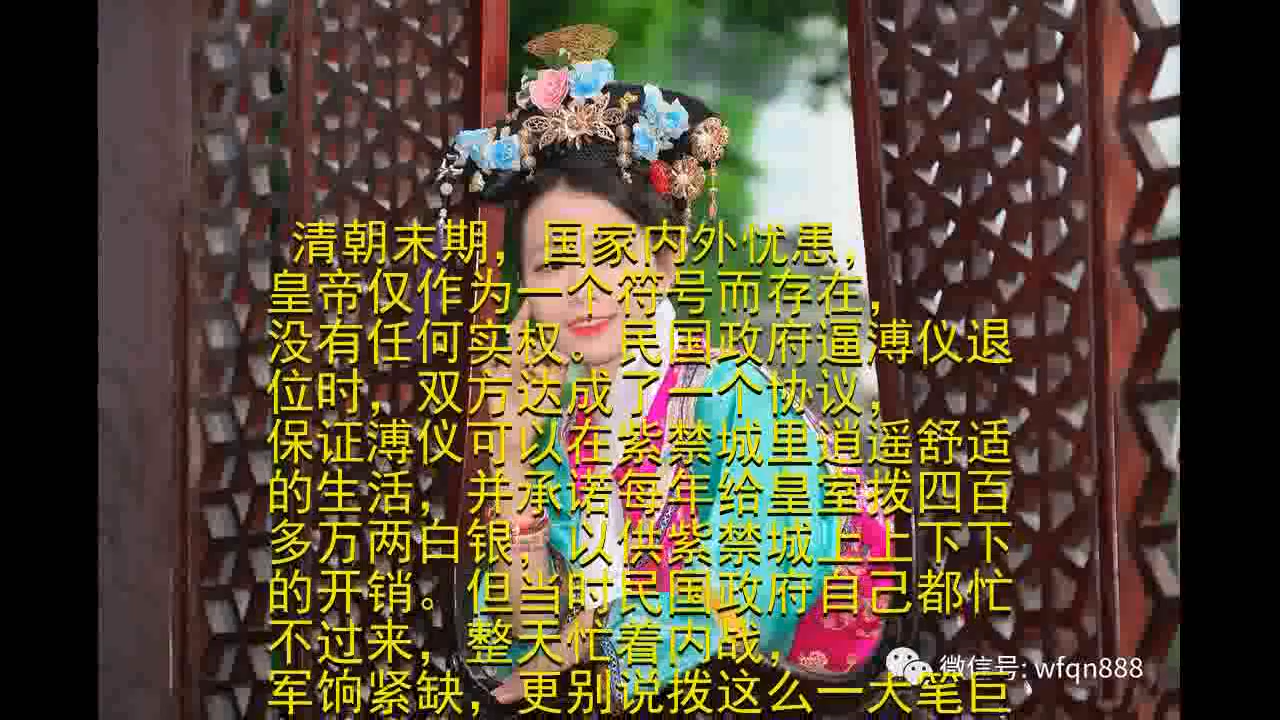 清朝末期，国家内外忧患，
皇帝仅作为一个符号而存在，
没有任何实权。民国政府逼溥仪退
位时，双方达成了一个协议，
保证溥仪可以在紫禁城里逍遥舒适
的生活，并承诺每年给皇室拨四百
多万两白银，以供紫禁城上上下下
的开销。但当时民国政府自己都忙
不过来，整天忙着内战，
微信号: wfqn888
军饷紧缺，更别说拨这么一大笔巨